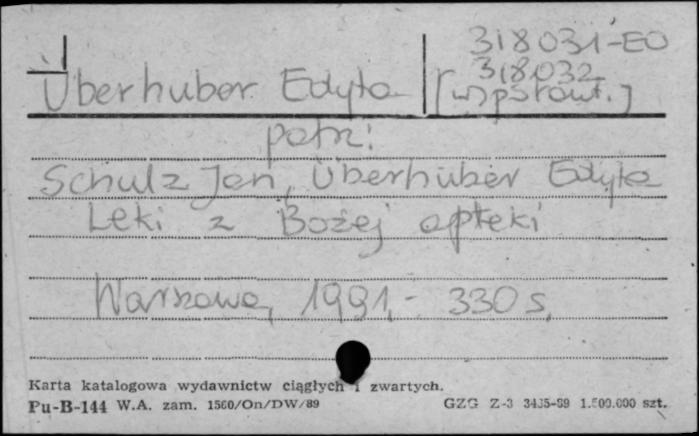 318031-EO
318032
Überhuber Edyta [współaut.]
patrz:
Schulz Jan, Überhuber Edyta
Leki z Bożej apteki
Warszawa, 1991,- 330 s,
Karta katalogowa wydawnictw ciągłych i zwartych.
Pu-B-144 W.A. zam. 1560/On/DW/89 GZG Z-3 3435-89 1.500.000 szt.